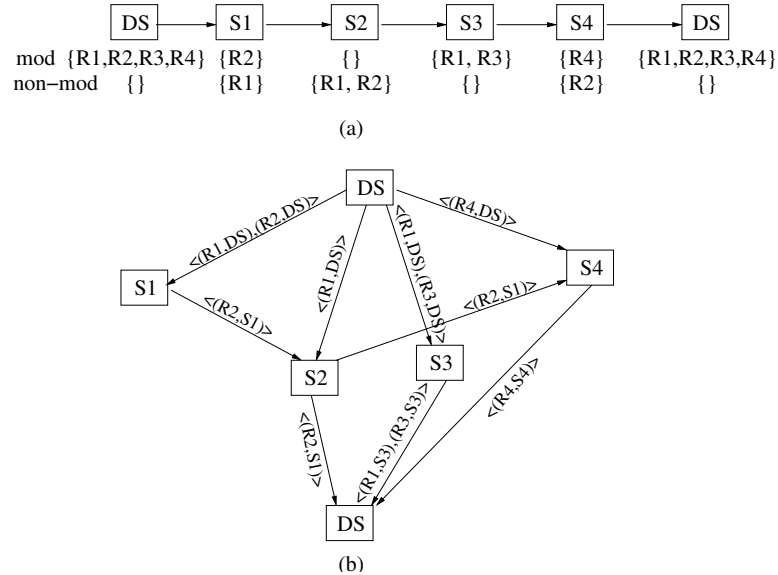 DS S1 S2 S3 S4 DS
mod {R1,R2,R3,R4} {R2} {} {R1, R3} {R4} {R1,R2,R3,R4}
non−mod {} {R1} {R1, R2} {} {R2} {}
(a)
DS
<(R1,DS),(R2,DS)>
<(R1,DS)>
<(R1,DS),(R3,DS)>
<(R4,DS)>
S1
S4
<(R2,S1)>
<(R2,S1)>
S2
S3
<(R2,S1)>
<(R1,S3),(R3,S3)>
<(R4,S4)>
DS
(b)